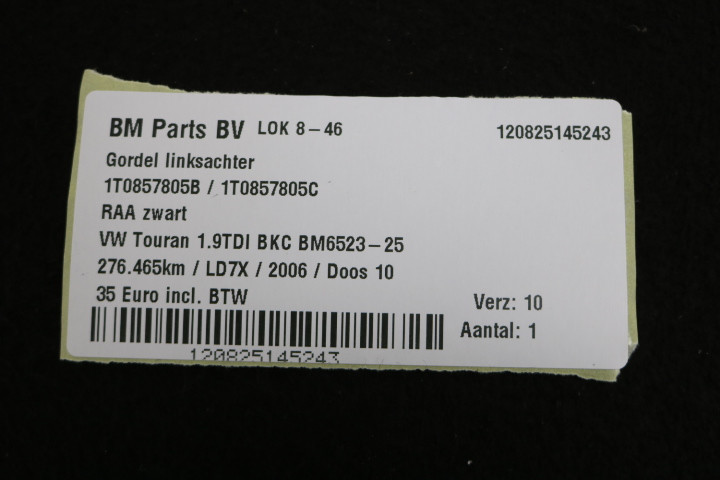 BM Parts BV LOK 8-46 120825145243
Gordel linksachter
1T0857805B / 1T0857805C
RAA zwart
VW Touran 1.9TDI BKC BM6523-25
276.465km / LD7X / 2006 / Doos 10
35 Euro incl. BTW
Verz: 10
Aantal: 1
120825145243